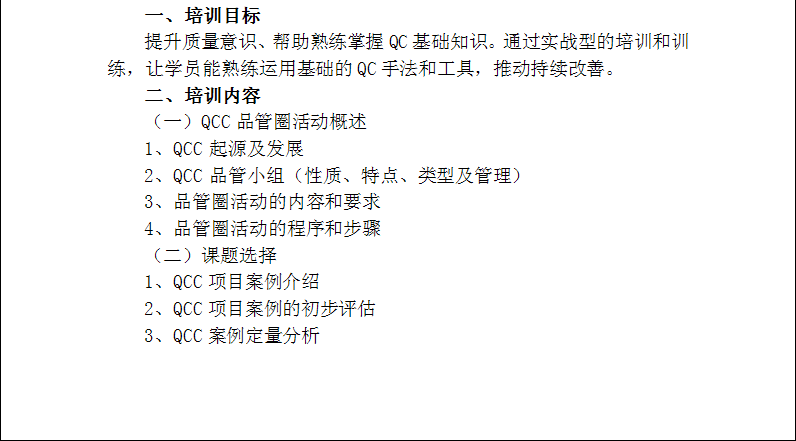 一、培训目标
提升质量意识、帮助熟练掌握 QC 基础知识。通过实战型的培训和训
练，让学员能熟练运用基础的 QC 手法和工具，推动持续改善。
二、培训内容
（一）QCC 品管圈活动概述
1、QCC 起源及发展
2、QCC 品管小组（性质、特点、类型及管理）
3、品管圈活动的内容和要求
4、品管圈活动的程序和步骤
（二）课题选择
1、QCC 项目案例介绍
2、QCC 项目案例的初步评估
3、QCC 案例定量分析